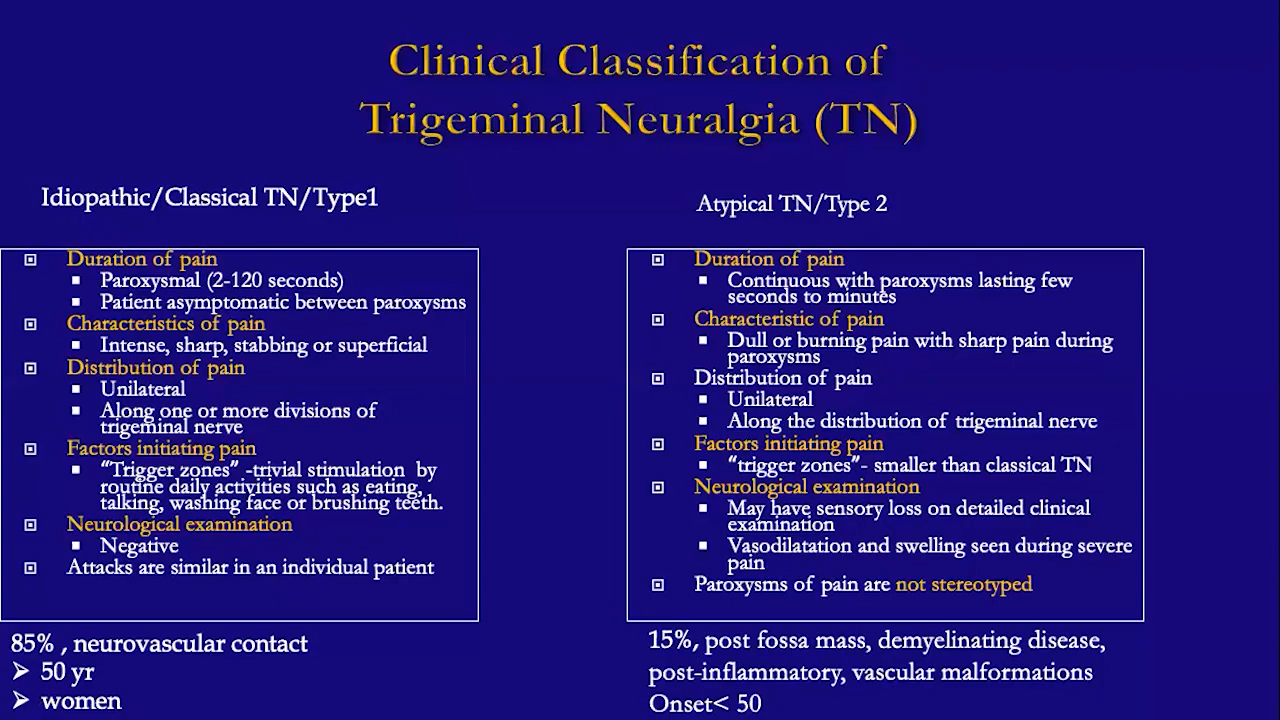 Clinical Classification of
Trigeminal Neuralgia (TN)
Idiopathic/Classical TN/Type1
Duration of pain
Paroxysmal (2-120 seconds)
Patient asymptomatic between paroxysms
Characteristics of pain
Intense, sharp, stabbing or superficial
Distribution of pain
Unilateral
Along one or more divisions of
trigeminal nerve
Factors initiating pain
“Trigger zones” -trivial stimulation by
routine daily activities such as eating,
talking, washing face or brushing teeth.
Neurological examination
Negative
Attacks are similar in an individual patient
85% , neurovascular contact
➢ 50 yr
➢ women
Atypical TN/Type 2
Duration of pain
Continuous with paroxysms lasting few
seconds to minutes
Characteristic of pain
Dull or burning pain with sharp pain during
paroxysms
Distribution of pain
Unilateral
Along the distribution of trigeminal nerve
Factors initiating pain
“trigger zones”- smaller than classical TN
Neurological examination
May have sensory loss on detailed clinical
examination
Vasodilatation and swelling seen during severe
pain
Paroxysms of pain are not stereotyped
15%, post fossa mass, demyelinating disease,
post-inflammatory, vascular malformations
Onset< 50